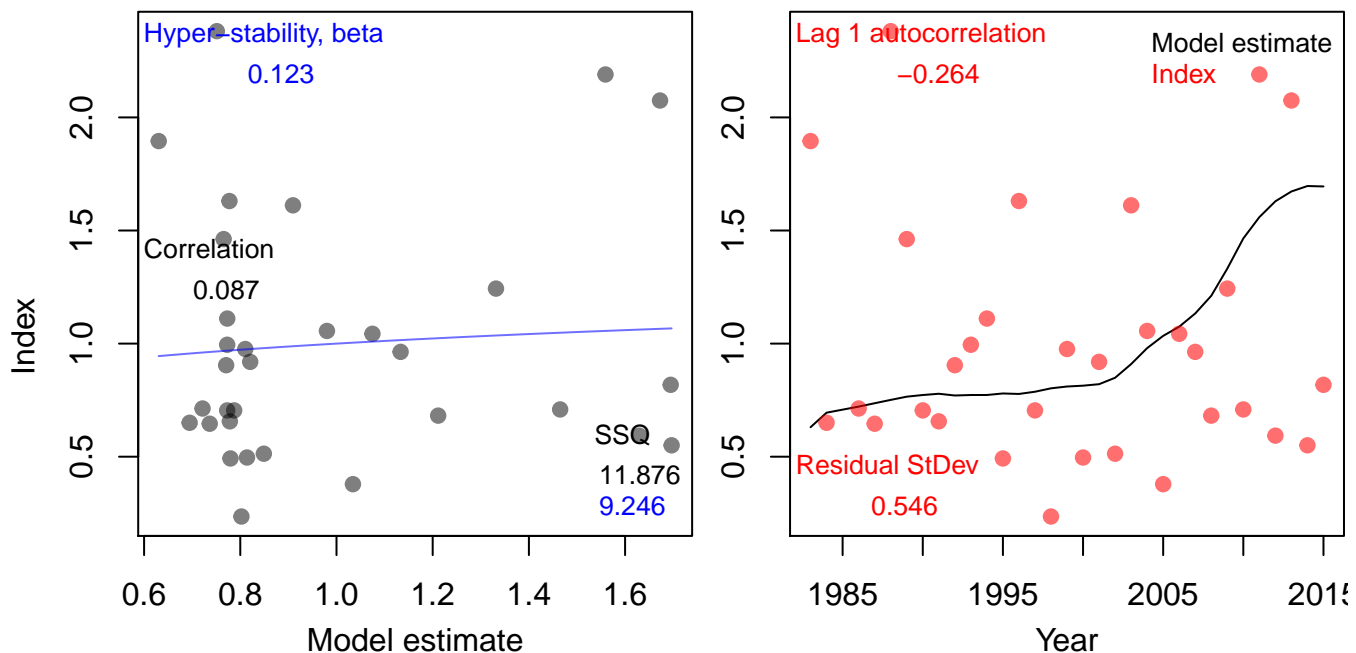 Hyper−stability, beta
0.123
Correlation
0.087
SSQ
11.876
9.246
Index
0.5
1.0
1.5
2.0
0.6 0.8 1.0 1.2 1.4 1.6
Model estimate
Lag 1 autocorrelation
−0.264
Model estimate
Index
Residual StDev
0.546
0.5
1.0
1.5
2.0
1985 1995 2005 2015
Year